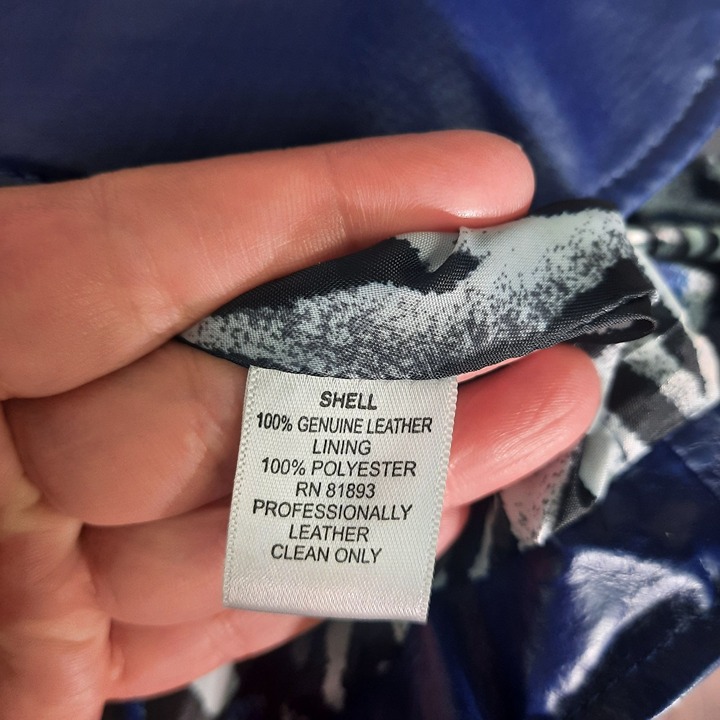 SHELL
100% GENUINE LEATHER
LINING
100% POLYESTER
RN 81893
PROFESSIONALLY
LEATHER
CLEAN ONLY